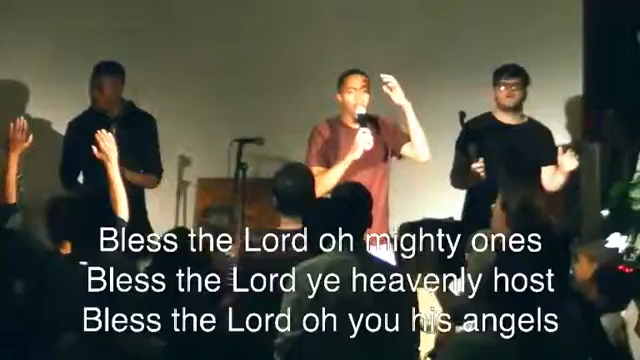 Bless the Lord oh mighty ones
Bless the Lord ye heavenly host
Bless the Lord oh you his angels